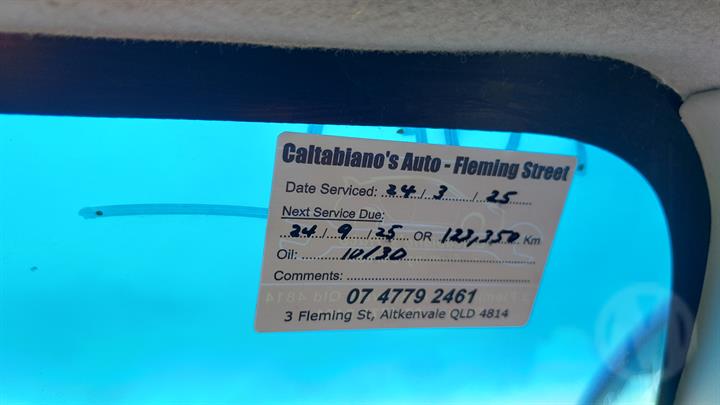 Caltabiano's Auto - Fleming Street
Date Serviced: 24 / 3 / 25
Next Service Due:
24 / 9 / 25 OR 123,350 Km
Oil: 10/30
Comments:
07 4779 2461
3 Fleming St, Aitkenvale QLD 4814